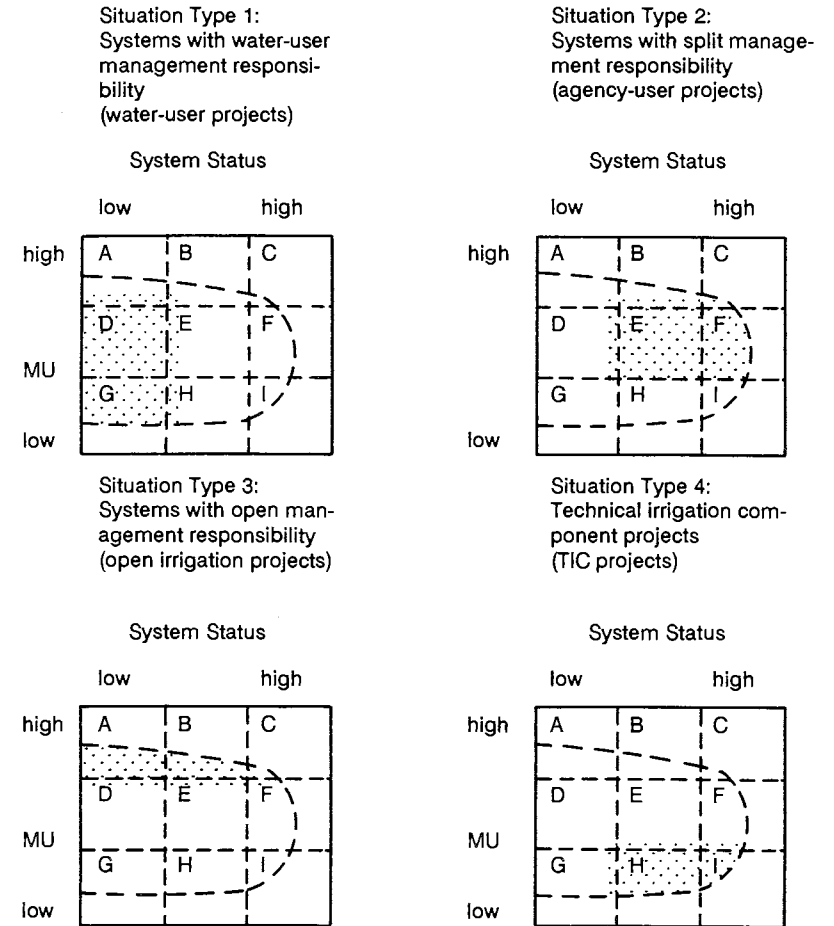 Situation Type 1:
Systems with water-user
management responsi-
bility
(water-user projects)
System Status
low high
high A B C
D E F
MU
G H I
low
Situation Type 2:
Systems with split manage-
ment responsibility
(agency-user projects)
System Status
low high
high A B C
D E F
MU
G H I
low
Situation Type 3:
Systems with open man-
agement responsibility
(open irrigation projects)
System Status
low high
high A B C
D E F
MU
G H I
low
Situation Type 4:
Technical irrigation com-
ponent projects
(TIC projects)
System Status
low high
high A B C
D E F
MU
G H I
low